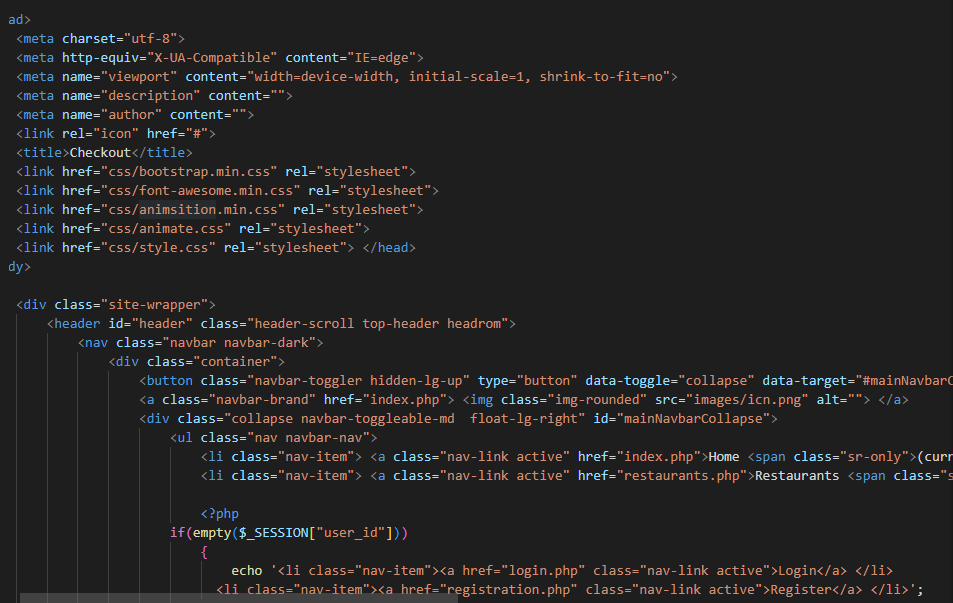 ad>
<meta charset="utf-8">
<meta http-equiv="X-UA-Compatible" content="IE=edge">
<meta name="viewport" content="width=device-width, initial-scale=1, shrink-to-fit=no">
<meta name="description" content="">
<meta name="author" content="">
<link rel="icon" href="#">
<title>Checkout</title>
<link href="css/bootstrap.min.css" rel="stylesheet">
<link href="css/font-awesome.min.css" rel="stylesheet">
<link href="css/animsition.min.css" rel="stylesheet">
<link href="css/animate.css" rel="stylesheet">
<link href="css/style.css" rel="stylesheet"> </head>
dy>
<div class="site-wrapper">
<header id="header" class="header-scroll top-header headrom">
<nav class="navbar navbar-dark">
<div class="container">
<button class="navbar-toggler hidden-lg-up" type="button" data-toggle="collapse" data-target="#mainNavbarC
<a class="navbar-brand" href="index.php"> <img class="img-rounded" src="images/icn.png" alt=""> </a>
<div class="collapse navbar-toggleable-md  float-lg-right" id="mainNavbarCollapse">
<ul class="nav navbar-nav">
<li class="nav-item"> <a class="nav-link active" href="index.php">Home <span class="sr-only">(curr
<li class="nav-item"> <a class="nav-link active" href="restaurants.php">Restaurants <span class="s
<?php
if(empty($_SESSION["user_id"]))
{
echo '<li class="nav-item"><a href="login.php" class="nav-link active">Login</a> </li>
<li class="nav-item"><a href="registration.php" class="nav-link active">Register</a> </li>';